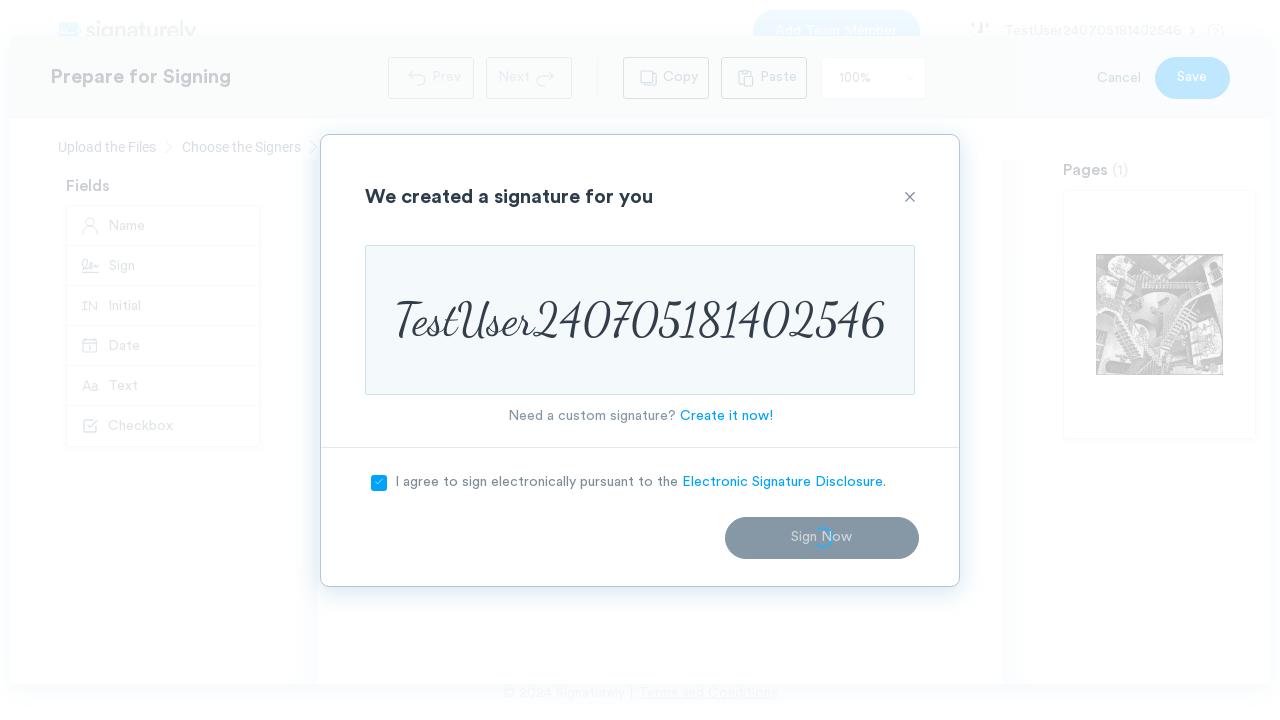 signaturely
Add Team Member
TestUser240705181402546
Prepare for Signing
Prev
Next
Copy
Paste
100%
Cancel
Save
Upload the Files
Choose the Signers
Fields
Name
Sign
Initial
Date
Text
Checkbox
Pages (1)
We created a signature for you
TestUser240705181402546
Need a custom signature? Create it now!
I agree to sign electronically pursuant to the Electronic Signature Disclosure.
Sign Now
© 2024 Signaturely | Terms and Conditions